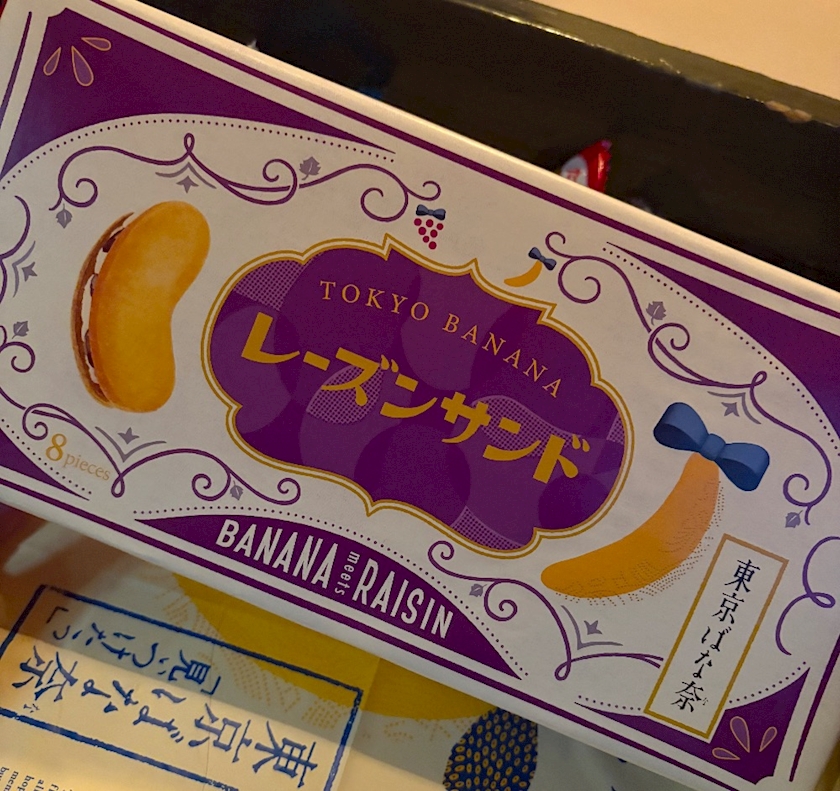 TOKYO BANANA
レーズンサンド
8 pieces
BANANA meets RAISIN
東京ばな奈
東京ばな奈
「見ぃつけたっ」